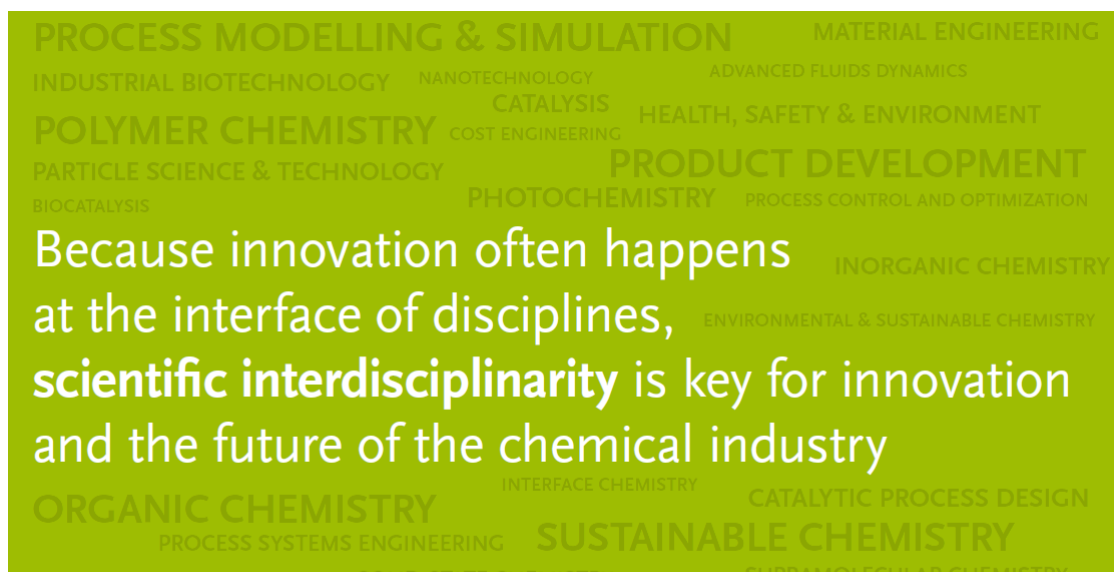 PROCESS MODELLING & SIMULATION
MATERIAL ENGINEERING
INDUSTRIAL BIOTECHNOLOGY
NANOTECHNOLOGY
ADVANCED FLUIDS DYNAMICS
CATALYSIS
HEALTH, SAFETY & ENVIRONMENT
POLYMER CHEMISTRY
COST ENGINEERING
PARTICLE SCIENCE & TECHNOLOGY
PRODUCT DEVELOPMENT
BIOCATALYSIS
PHOTOCHEMISTRY
PROCESS CONTROL AND OPTIMIZATION
Because innovation often happens
INORGANIC CHEMISTRY
at the interface of disciplines,
ENVIRONMENTAL & SUSTAINABLE CHEMISTRY
scientific interdisciplinarity is key for innovation
and the future of the chemical industry
INTERFACE CHEMISTRY
ORGANIC CHEMISTRY
CATALYTIC PROCESS DESIGN
PROCESS SYSTEMS ENGINEERING
SUSTAINABLE CHEMISTRY
SUPRAMOLECULAR CHEMISTRY